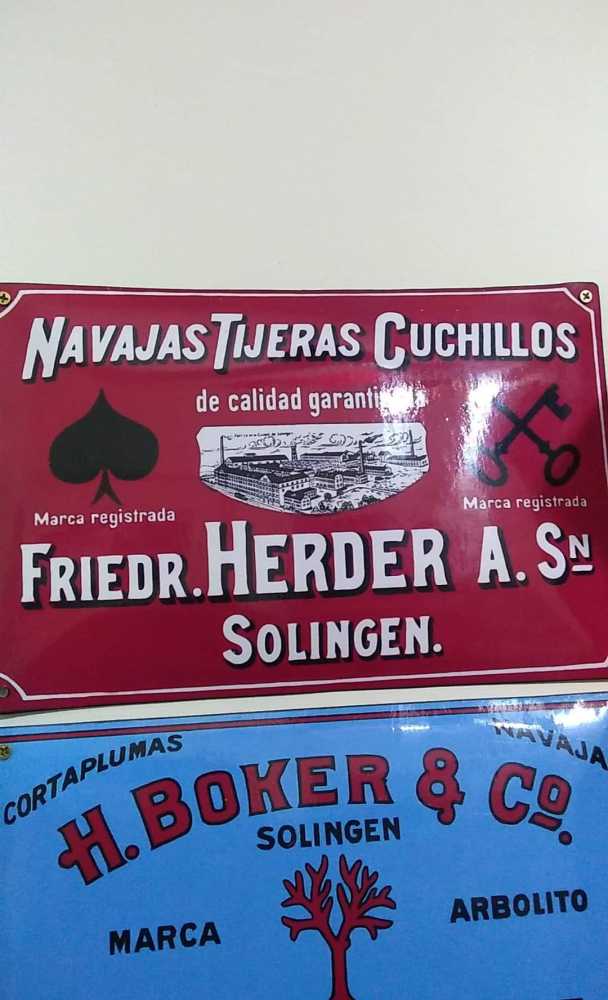 NAVAJAS TIJERAS CUCHILLOS
de calidad
Marca registrada
Marca registrada
FRIEDR. HERDER A. SN
SOLINGEN.
CORTAPLUMAS
NAVAJA
H. BOKER & CO.
SOLINGEN
MARCA
ARBOLITO